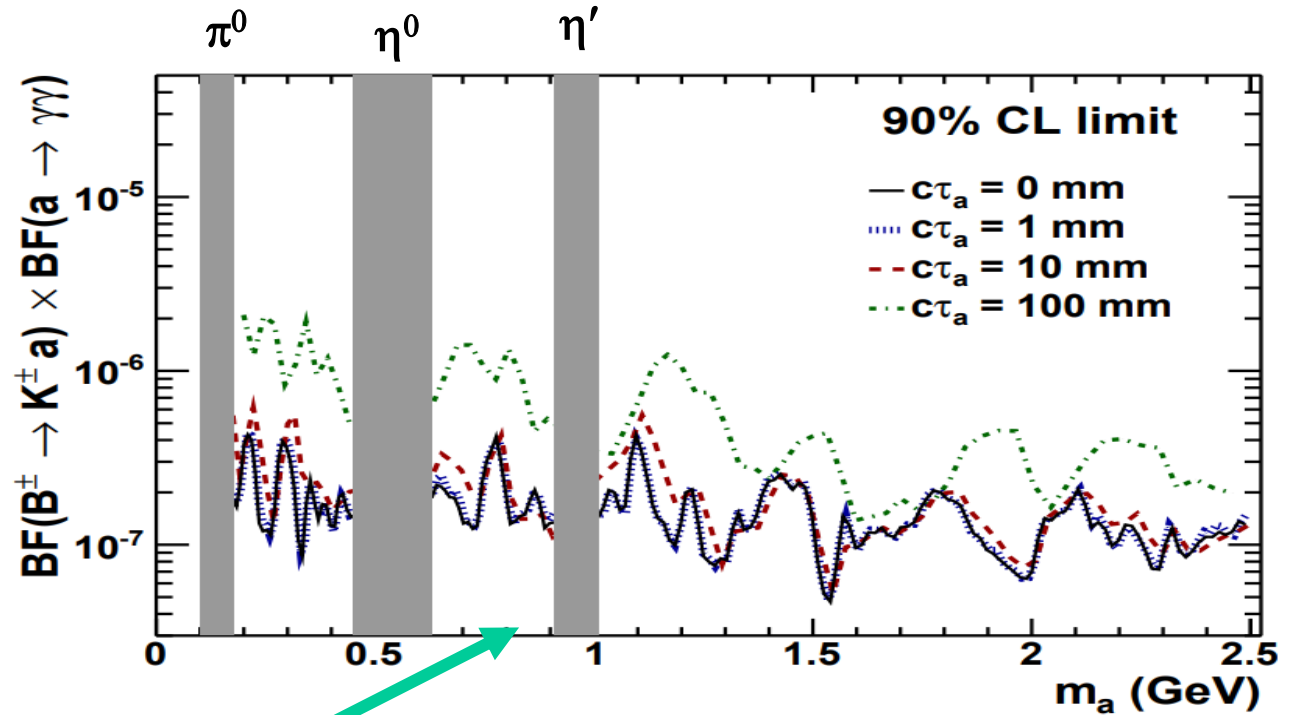 π⁰ η⁰ η′
90% CL limit
cτₐ = 0 mm
cτₐ = 1 mm
cτₐ = 10 mm
cτₐ = 100 mm
BF(B± → K±a) × BF(a → γγ)
10⁻⁵
10⁻⁶
10⁻⁷
0 0.5 1 1.5 2 2.5
mₐ (GeV)